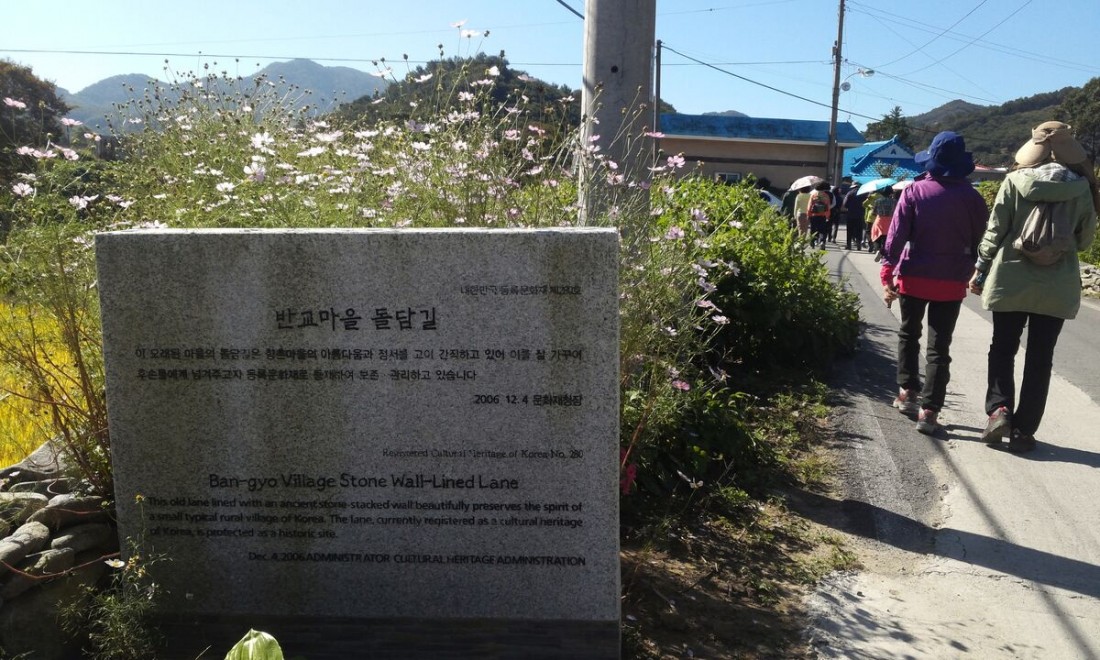 대한민국 등록문화재 제280호
반교마을 돌담길
이 오래된 마을의 돌담길은 향촌마을의 아름다움과 정서를 고이 간직하고 있어 이를 잘 가꾸어
후손들에게 넘겨주고자 등록문화재로 등재하여 보존 · 관리하고 있습니다
2006. 12. 4 문화재청장
Registered Cultural Heritage of Korea No. 280
Ban-gyo Village Stone Wall-Lined Lane
This old lane lined with an ancient stone-stacked wall beautifully preserves the spirit of
a small typical rural village of Korea. The lane, currently registered as a cultural heritage
of Korea, is protected as a historic site.
Dec. 4, 2006 ADMINISTRATOR CULTURAL HERITAGE ADMINISTRATION